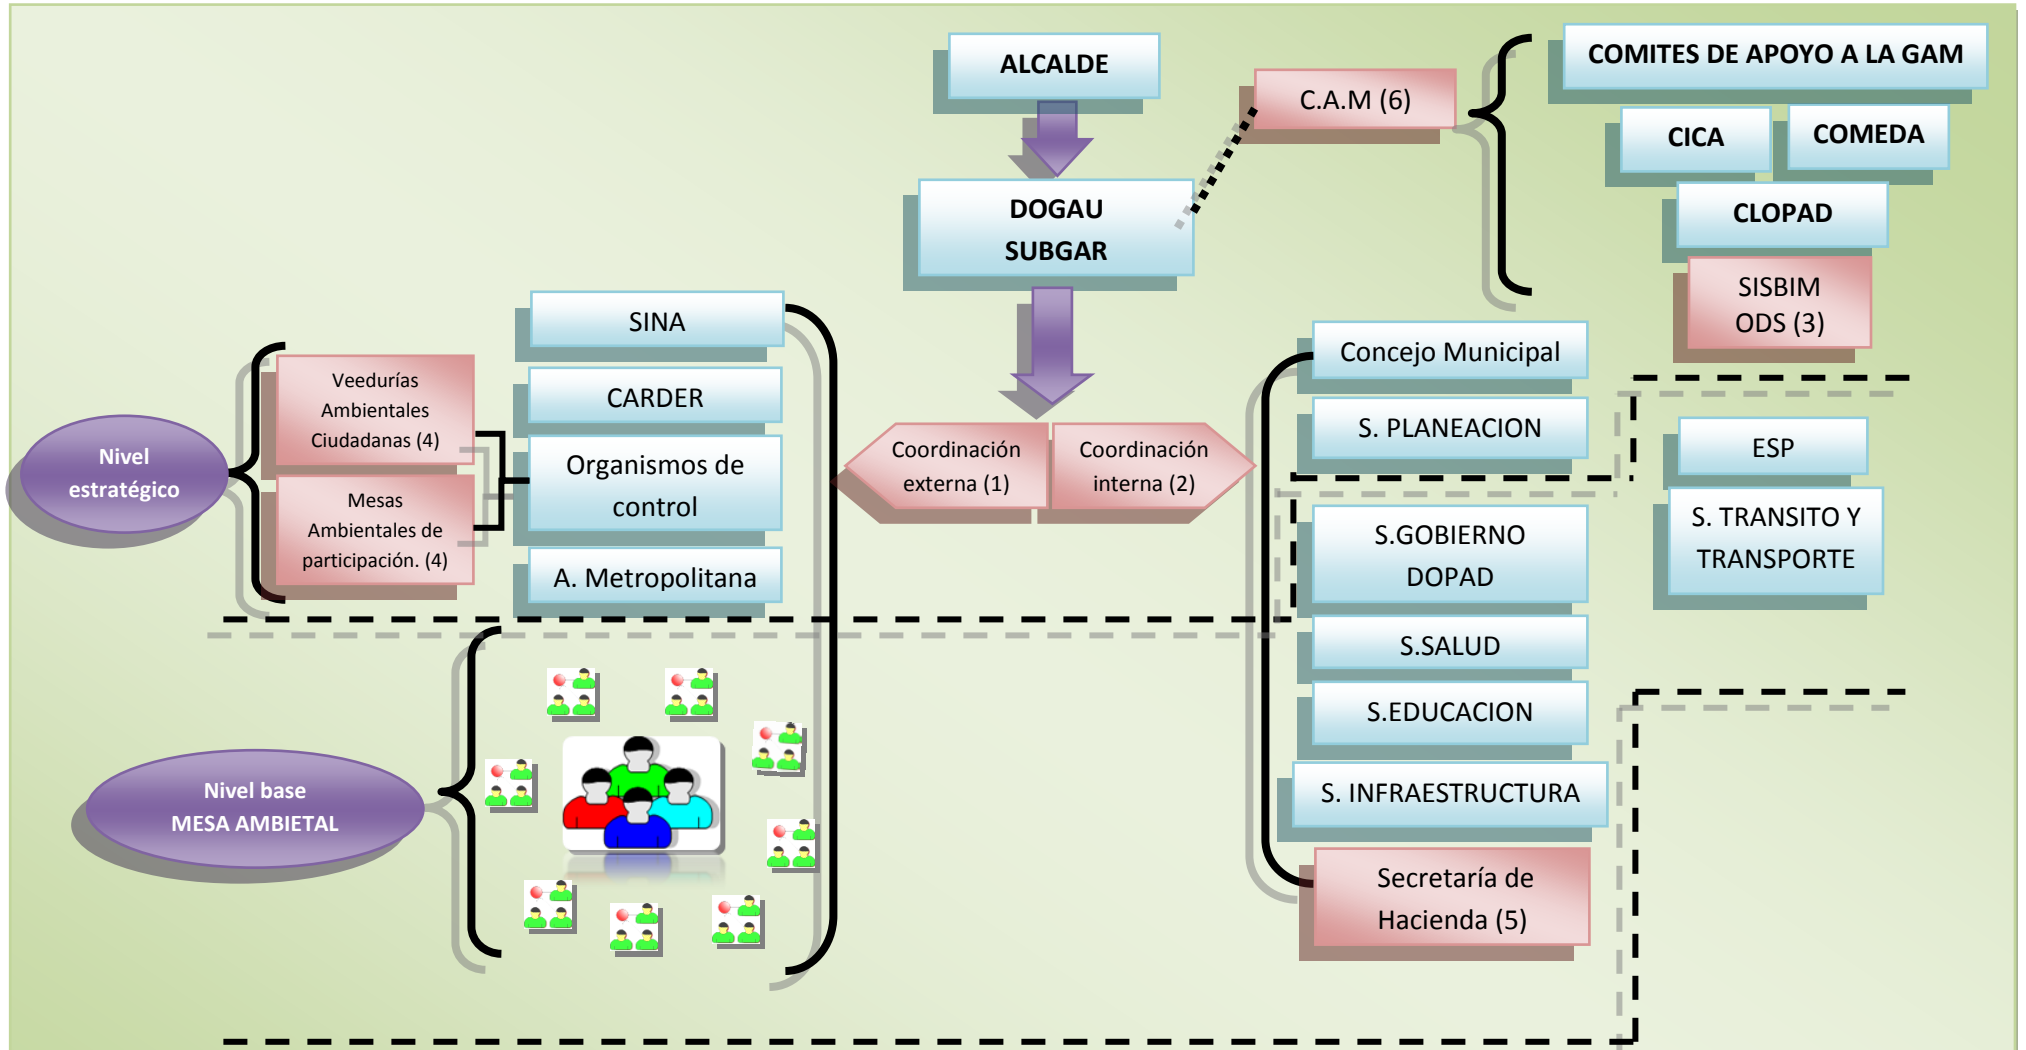 ALCALDE
C.A.M (6)
COMITES DE APOYO A LA GAM
CICA
COMEDA
CLOPAD
SISBIM
ODS (3)
DOGAU
SUBGAR
SINA
CARDER
Organismos de
control
A. Metropolitana
Veedurías
Ambientales
Ciudadanas (4)
Mesas
Ambientales de
participación. (4)
Nivel
estratégico
Coordinación
externa (1)
Coordinación
interna (2)
Concejo Municipal
S. PLANEACION
S.GOBIERNO
DOPAD
S.SALUD
S.EDUCACION
S. INFRAESTRUCTURA
Secretaría de
Hacienda (5)
ESP
S. TRANSITO Y
TRANSPORTE
Nivel base
MESA AMBIETAL